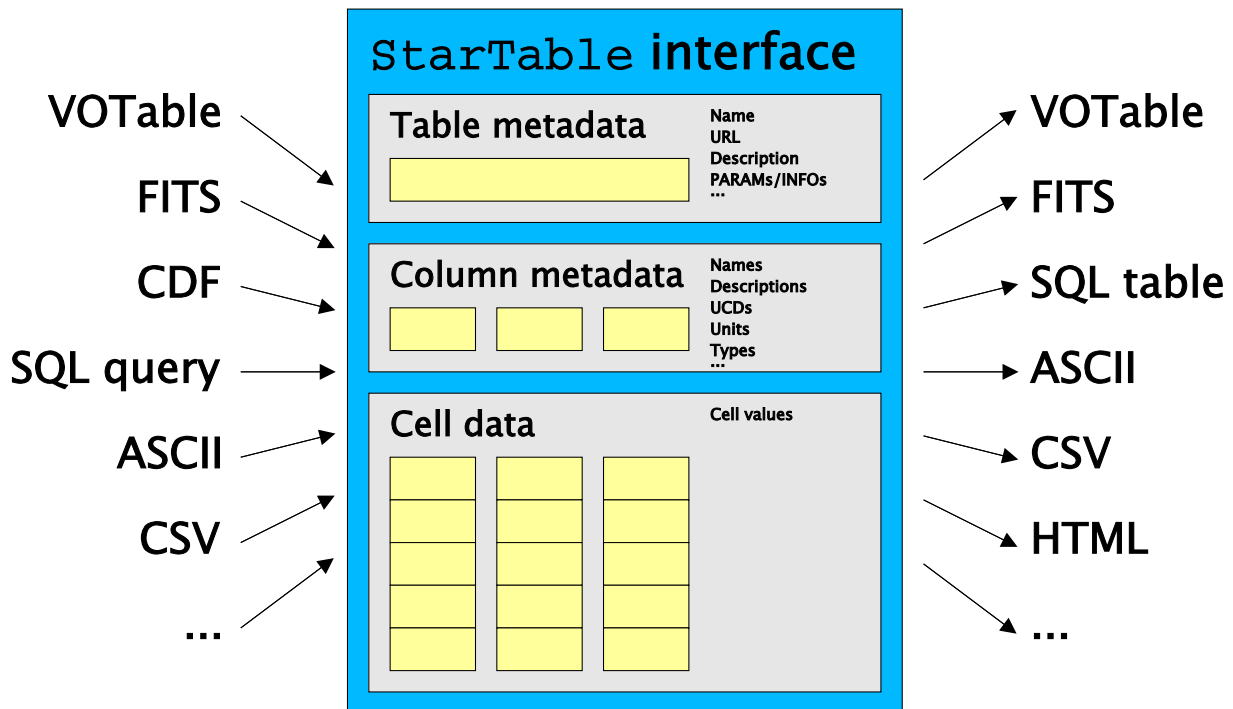 StarTable interface
VOTable
FITS
CDF
SQL query
ASCII
CSV
...
Table metadata
Name
URL
Description
PARAMs/INFOs
...
Column metadata
Names
Descriptions
UCDs
Units
Types
...
Cell data
Cell values
VOTable
FITS
SQL table
ASCII
CSV
HTML
...